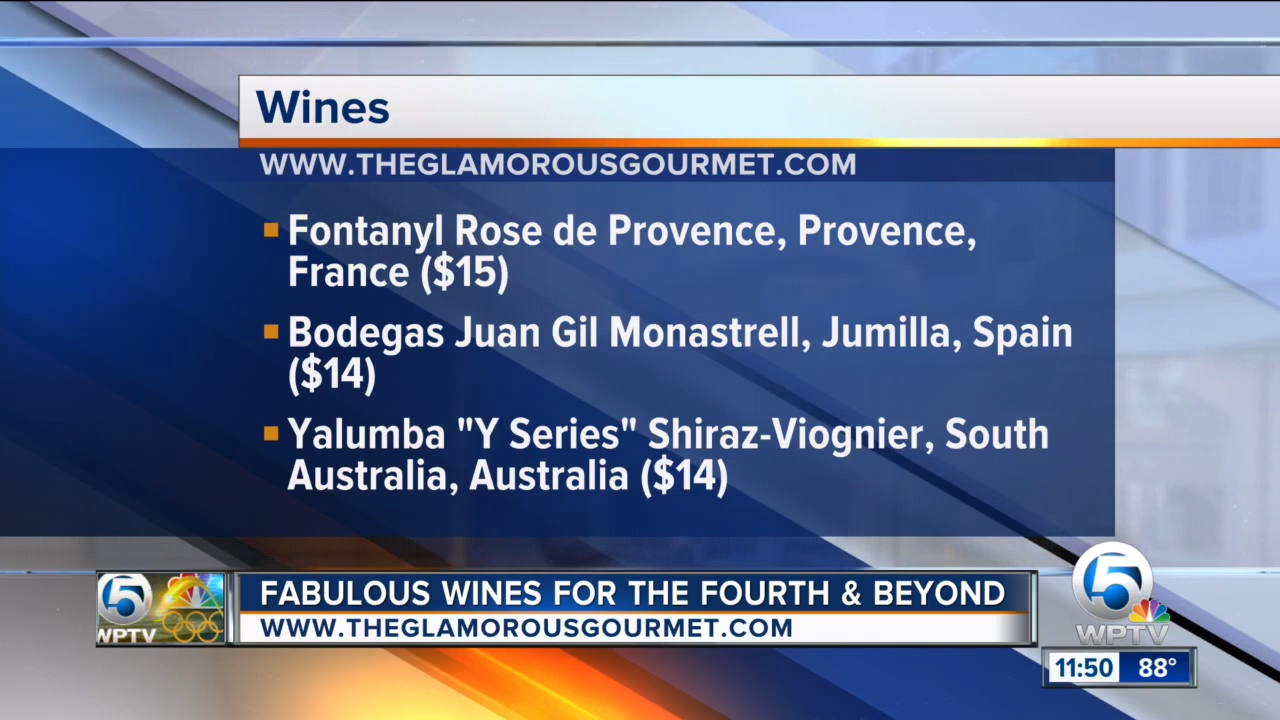 Wines
WWW.THEGLAMOROUSGOURMET.COM
Fontanyl Rose de Provence, Provence,
France ($15)
Bodegas Juan Gil Monastrell, Jumilla, Spain
($14)
Yalumba "Y Series" Shiraz-Viognier, South
Australia, Australia ($14)
5
WPTV
FABULOUS WINES FOR THE FOURTH & BEYOND
WWW.THEGLAMOROUSGOURMET.COM
5
WPTV
11:50 88°